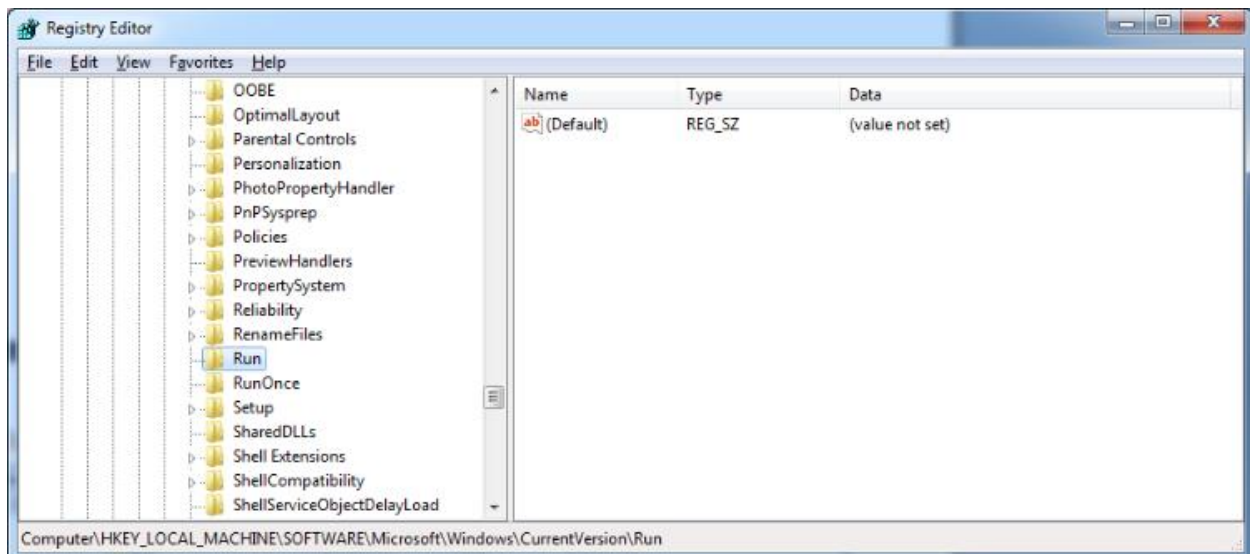 Registry Editor
File Edit View Favorites Help
OOBE
OptimalLayout
Parental Controls
Personalization
PhotoPropertyHandler
PnPSysprep
Policies
PreviewHandlers
PropertySystem
Reliability
RenameFiles
Run
RunOnce
Setup
SharedDLLs
Shell Extensions
ShellCompatibility
ShellServiceObjectDelayLoad
Name Type Data
ab (Default) REG_SZ (value not set)
Computer\HKEY_LOCAL_MACHINE\SOFTWARE\Microsoft\Windows\CurrentVersion\Run